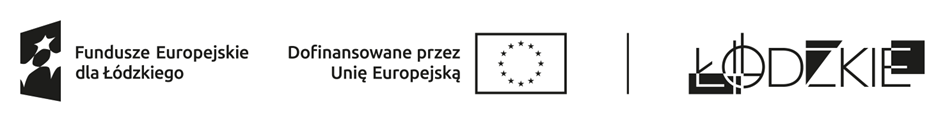 Fundusze Europejskie
dla Łódzkiego
Dofinansowane przez
Unię Europejską
ŁÓDZKIE